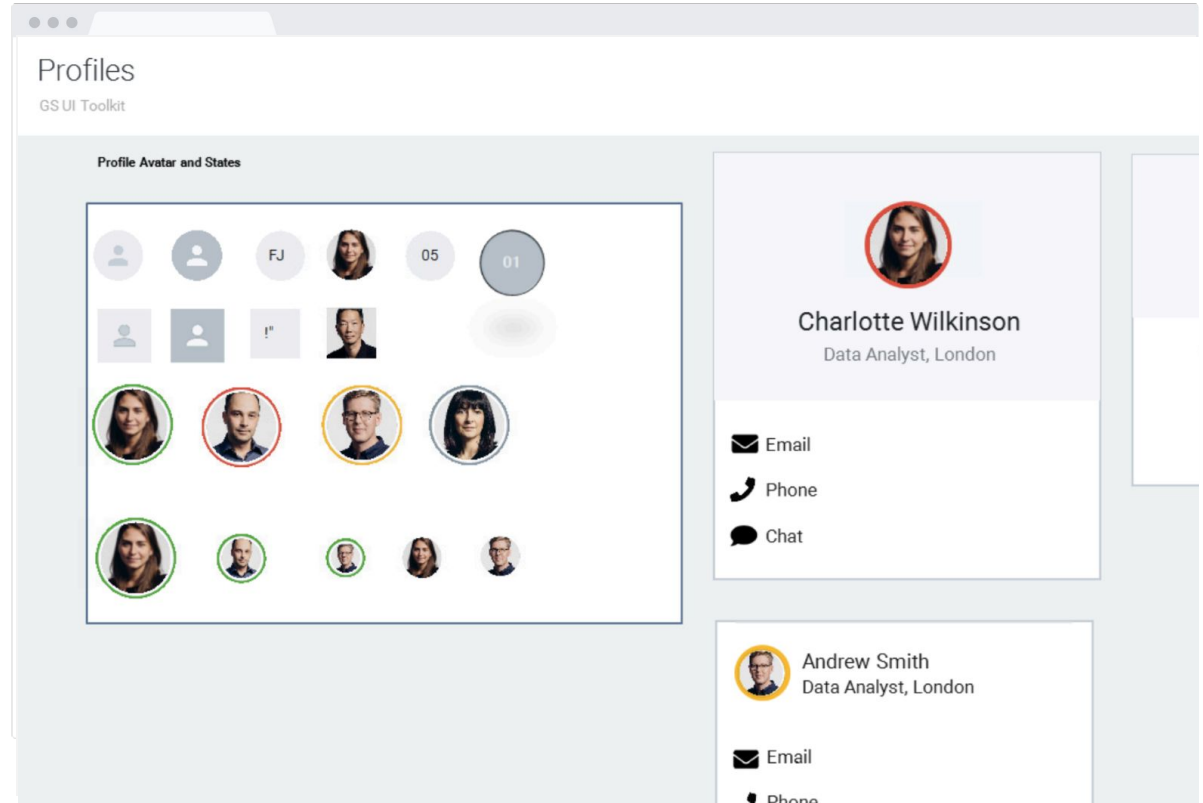 Profiles
GS UI Toolkit
Profile Avatar and States
FJ
05
01
!"
Charlotte Wilkinson
Data Analyst, London
Email
Phone
Chat
Andrew Smith
Data Analyst, London
Email
Phone